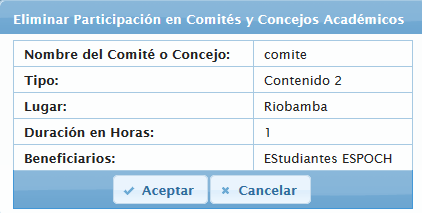 Eliminar Participación en Comités y Concejos Académicos
Nombre del Comité o Concejo: comite
Tipo: Contenido 2
Lugar: Riobamba
Duración en Horas: 1
Beneficiarios: EStudiantes ESPOCH
Aceptar Cancelar